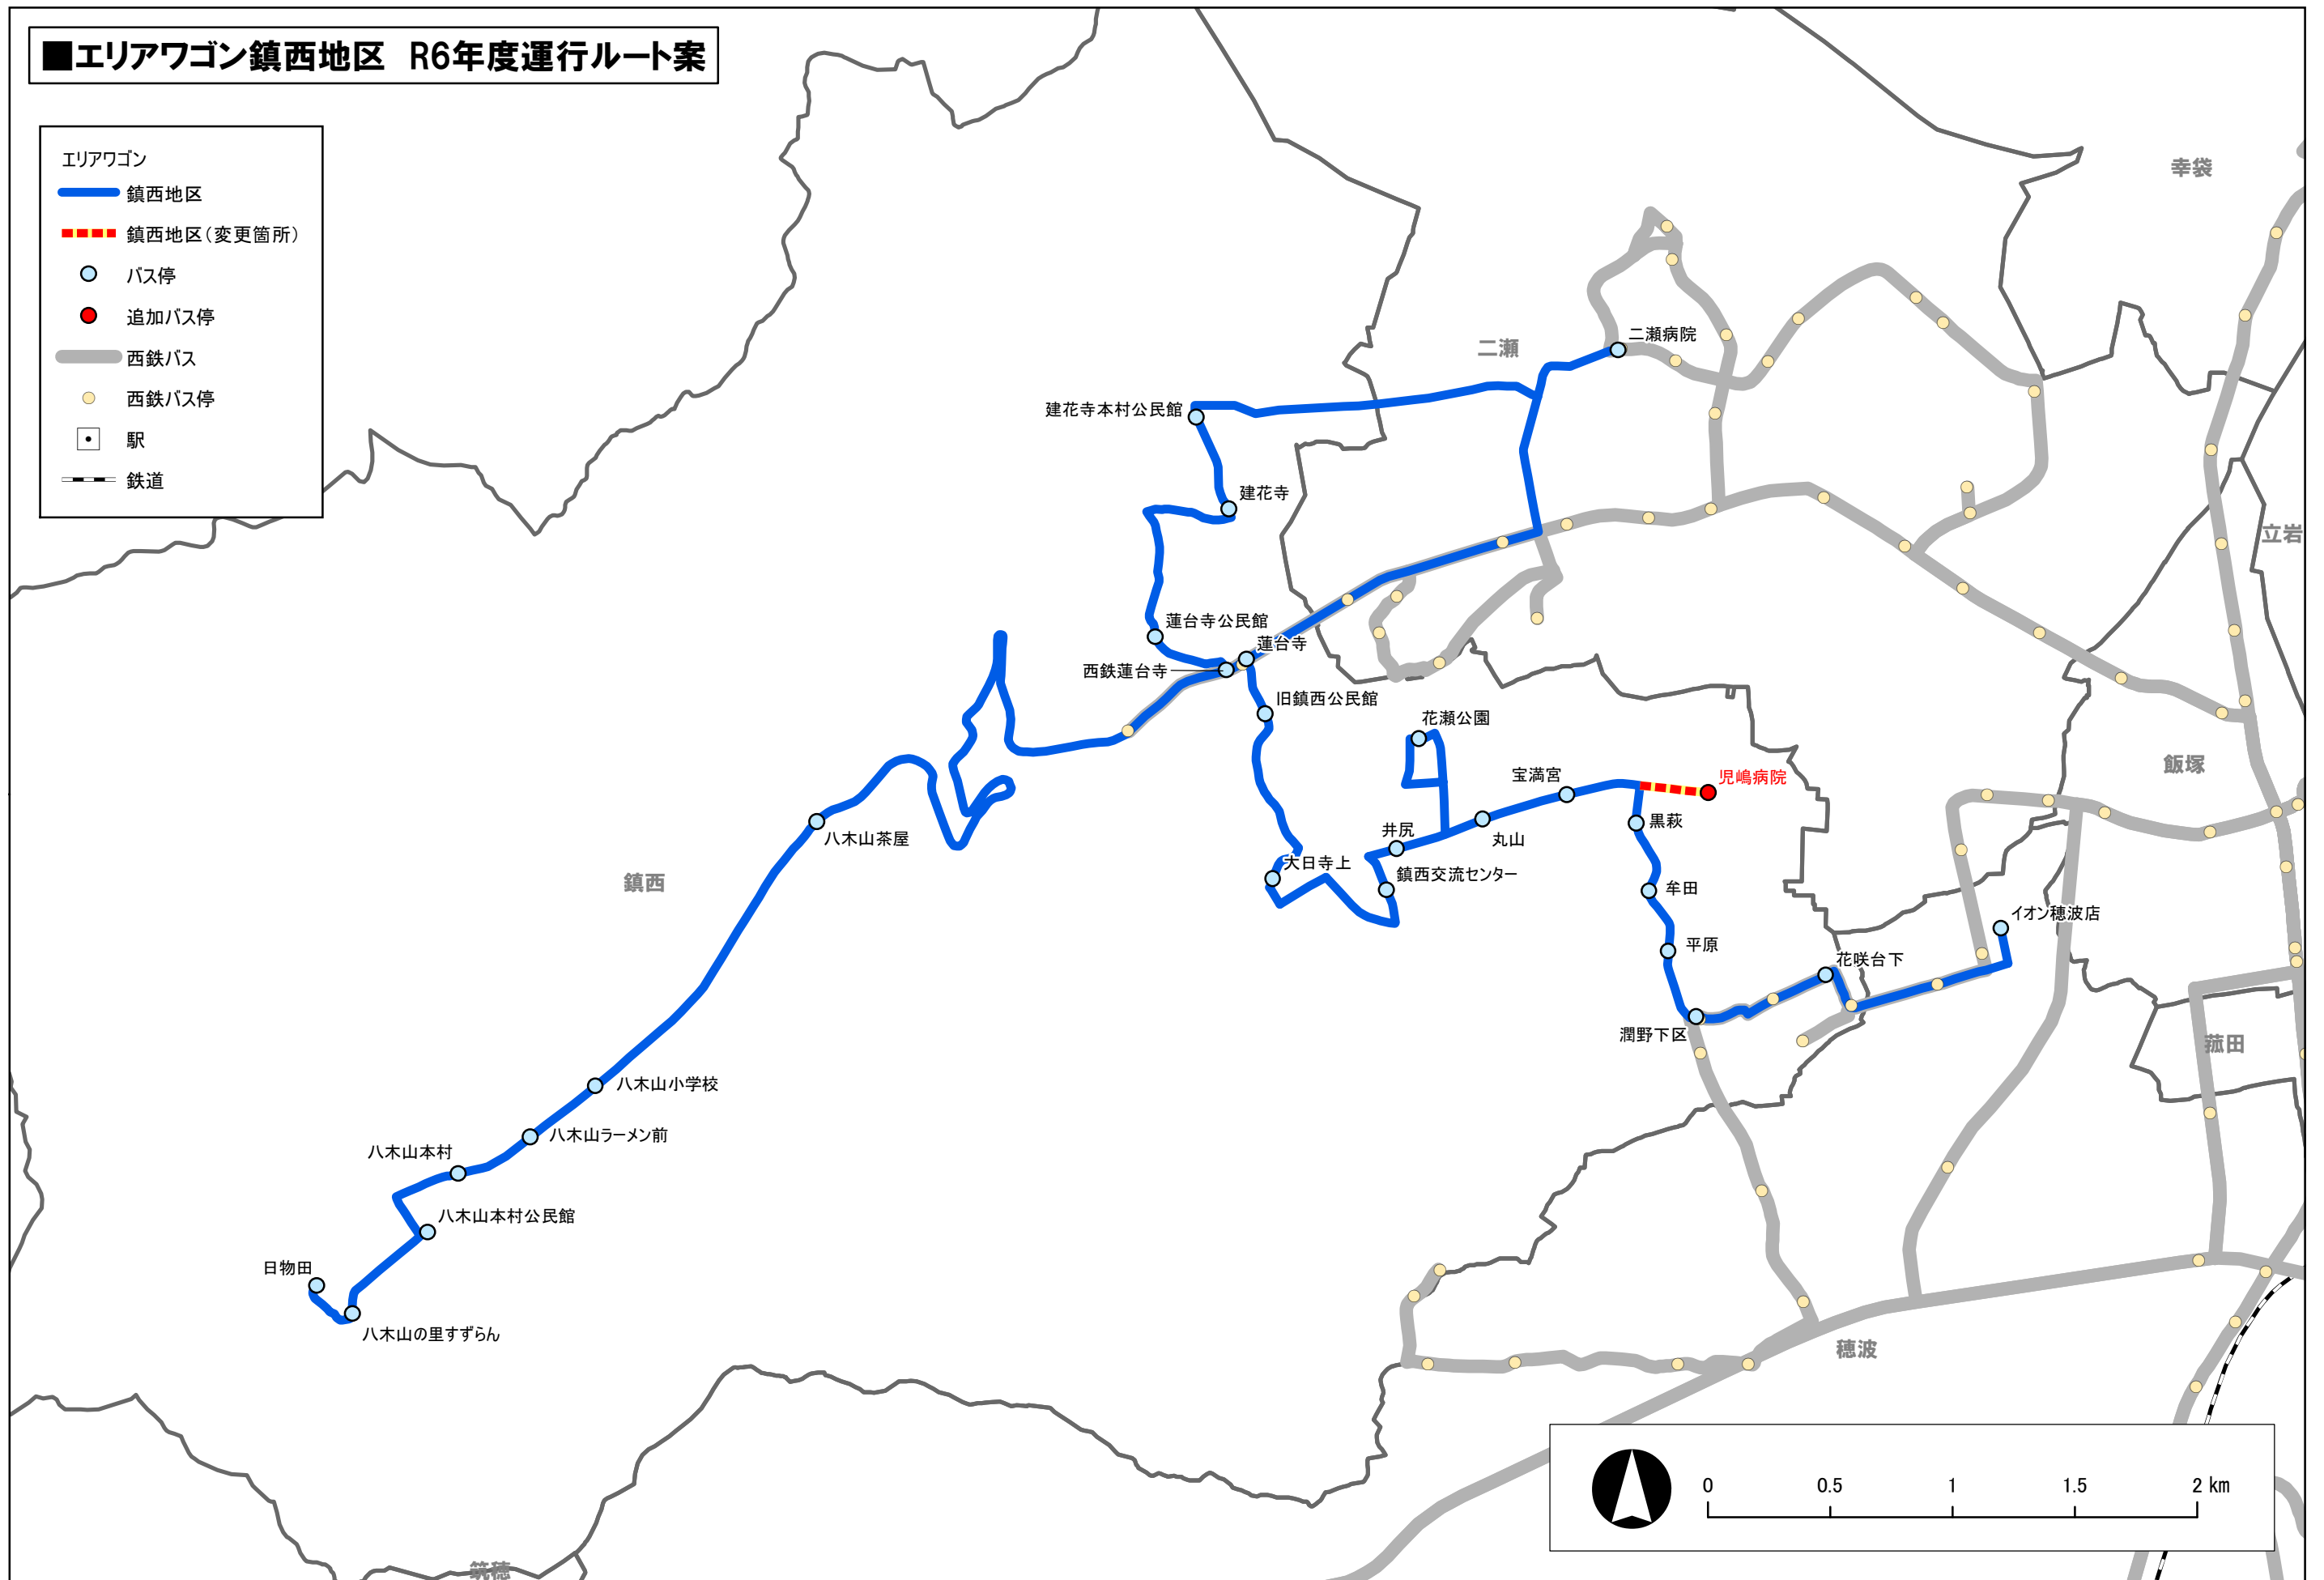 ■エリアワゴン鎮西地区　R6年度運行ルート案
エリアワゴン
鎮西地区
鎮西地区（変更箇所）
バス停
追加バス停
西鉄バス
西鉄バス停
駅
鉄道
幸袋
二瀬病院
二瀬
建花寺本村公民館
建花寺
立岩
蓮台寺公民館
蓮台寺
西鉄蓮台寺
旧鎮西公民館
花瀬公園
飯塚
宝満宮
児嶋病院
黒萩
井尻
丸山
八木山茶屋
大日寺上
鎮西交流センター
鎮西
牟田
イオン穂波店
平原
花咲台下
潤野下区
菰田
八木山小学校
八木山ラーメン前
八木山本村
八木山本村公民館
日物田
八木山の里すずらん
穂波
0 0.5 1 1.5 2 km
筑穂